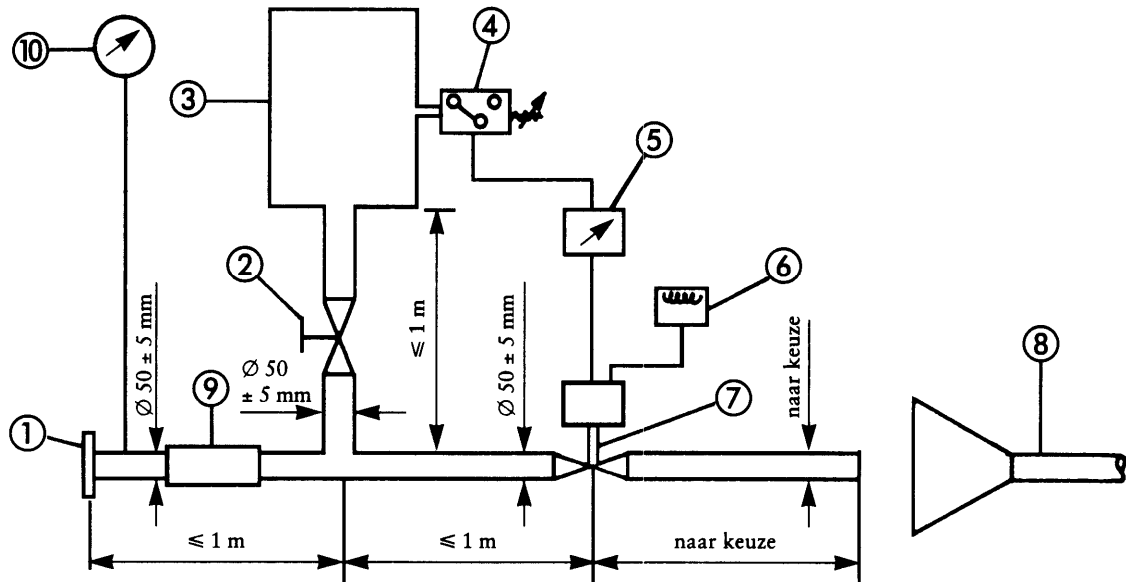 10
4
3
5
2
6
≤ 1 m
Ø 50 ± 5 mm
Ø 50
± 5 mm
Ø 50 ± 5 mm
naar keuze
8
9
7
1
≤ 1 m
≤ 1 m
naar keuze